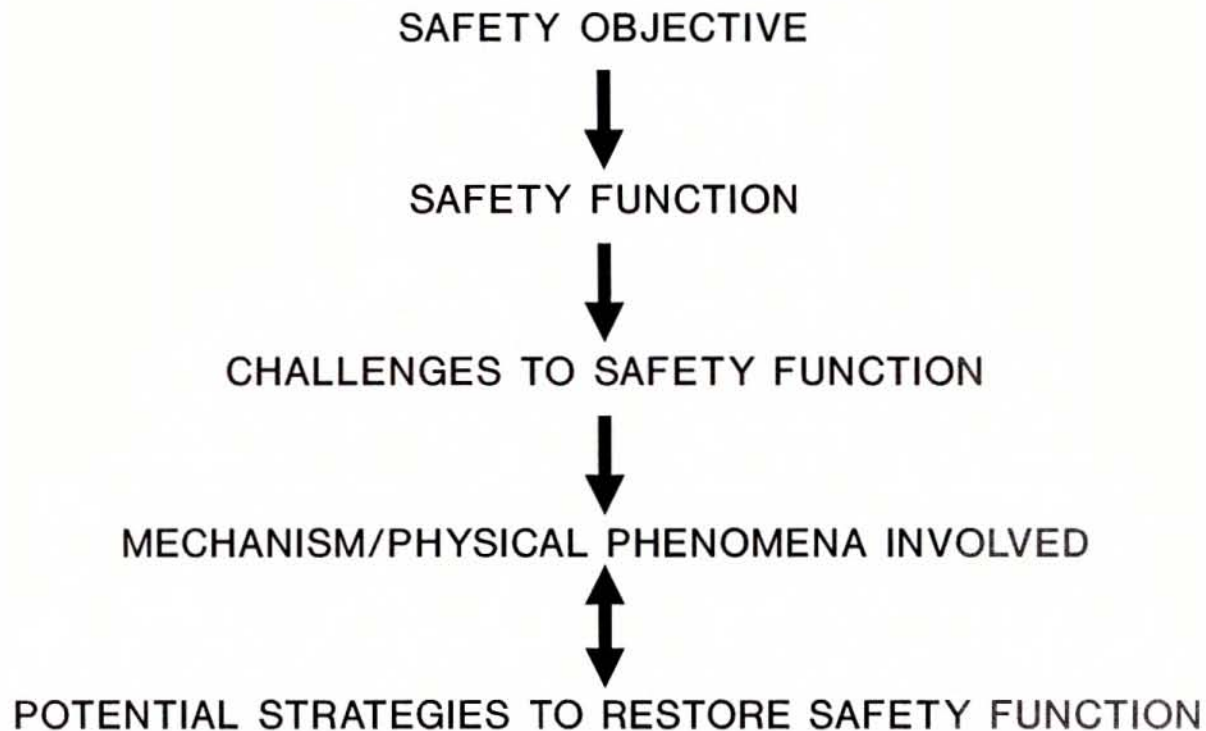 SAFETY OBJECTIVE
SAFETY FUNCTION
CHALLENGES TO SAFETY FUNCTION
MECHANISM/PHYSICAL PHENOMENA INVOLVED
POTENTIAL STRATEGIES TO RESTORE SAFETY FUNCTION